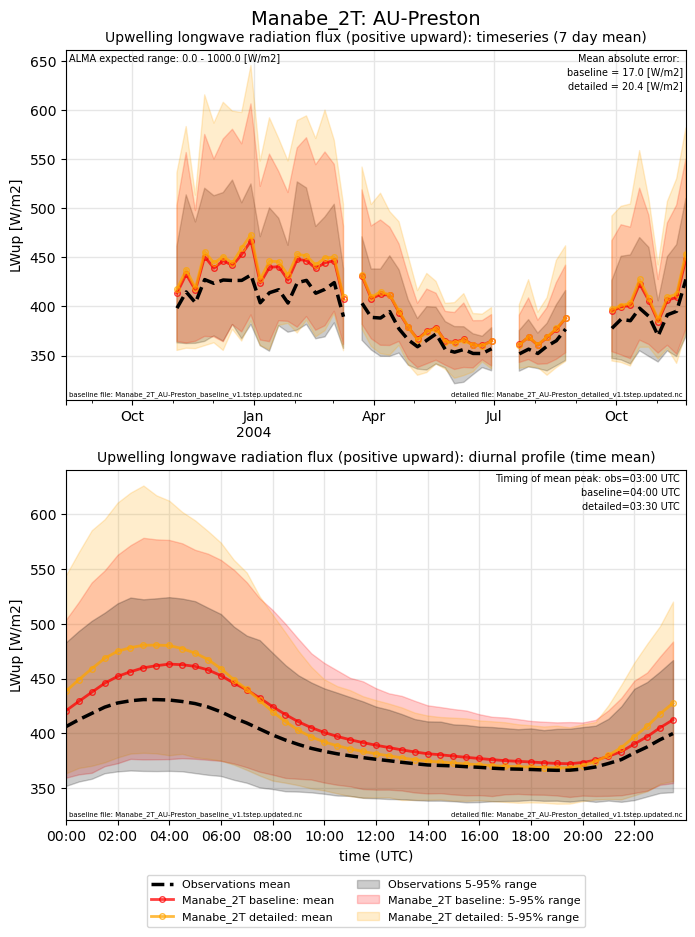 Manabe_2T: AU-Preston
Upwelling longwave radiation flux (positive upward): timeseries (7 day mean)
ALMA expected range: 0.0 - 1000.0 [W/m2]
Mean absolute error:
baseline = 17.0 [W/m2]
detailed = 20.4 [W/m2]
650
600
550
500
450
400
350
LWup [W/m2]
baseline file: Manabe_2T_AU-Preston_baseline_v1.tstep.updated.nc
detailed file: Manabe_2T_AU-Preston_detailed_v1.tstep.updated.nc
Oct Jan Apr Jul Oct
2004
Upwelling longwave radiation flux (positive upward): diurnal profile (time mean)
Timing of mean peak: obs=03:00 UTC
baseline=04:00 UTC
detailed=03:30 UTC
600
550
500
450
400
350
LWup [W/m2]
baseline file: Manabe_2T_AU-Preston_baseline_v1.tstep.updated.nc
detailed file: Manabe_2T_AU-Preston_detailed_v1.tstep.updated.nc
00:00 02:00 04:00 06:00 08:00 10:00 12:00 14:00 16:00 18:00 20:00 22:00
time (UTC)
Observations mean
Manabe_2T baseline: mean
Manabe_2T detailed: mean
Observations 5-95% range
Manabe_2T baseline: 5-95% range
Manabe_2T detailed: 5-95% range